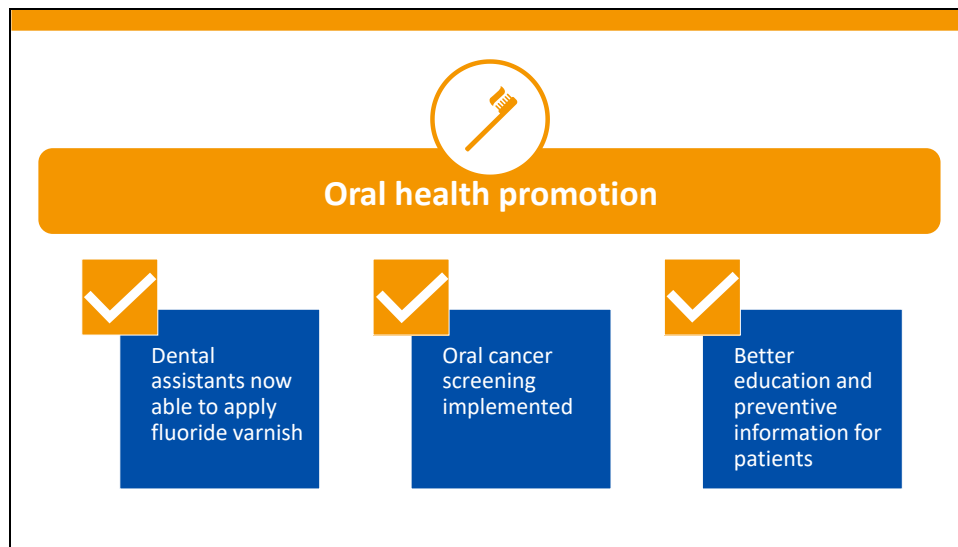 Oral health promotion
Dental
assistants now
able to apply
fluoride varnish
Oral cancer
screening
implemented
Better
education and
preventive
information for
patients